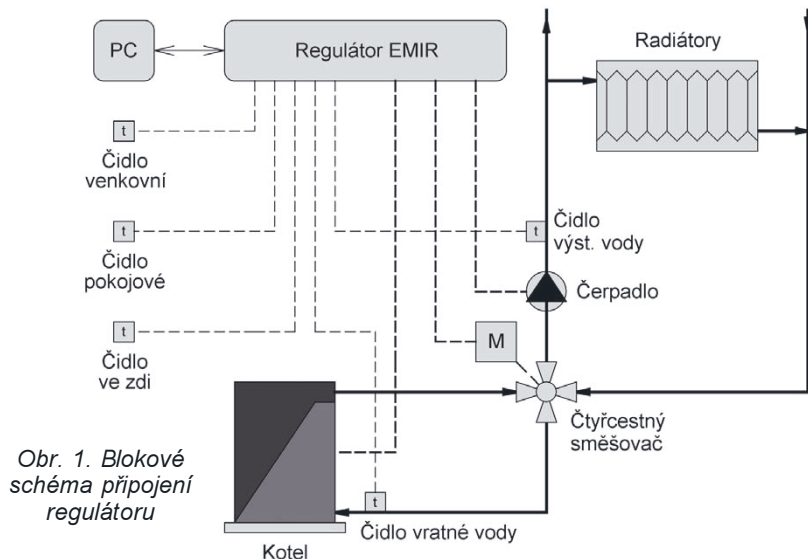 PC
Regulátor EMIR
Radiátory
t
Čidlo
venkovní
t
Čidlo
pokojové
t
Čidlo
výst. vody
Čerpadlo
t
Čidlo
ve zdi
M
Čtyřcestný
směšovač
Obr. 1. Blokové
schéma připojení
regulátoru
t
Čidlo vratné vody
Kotel